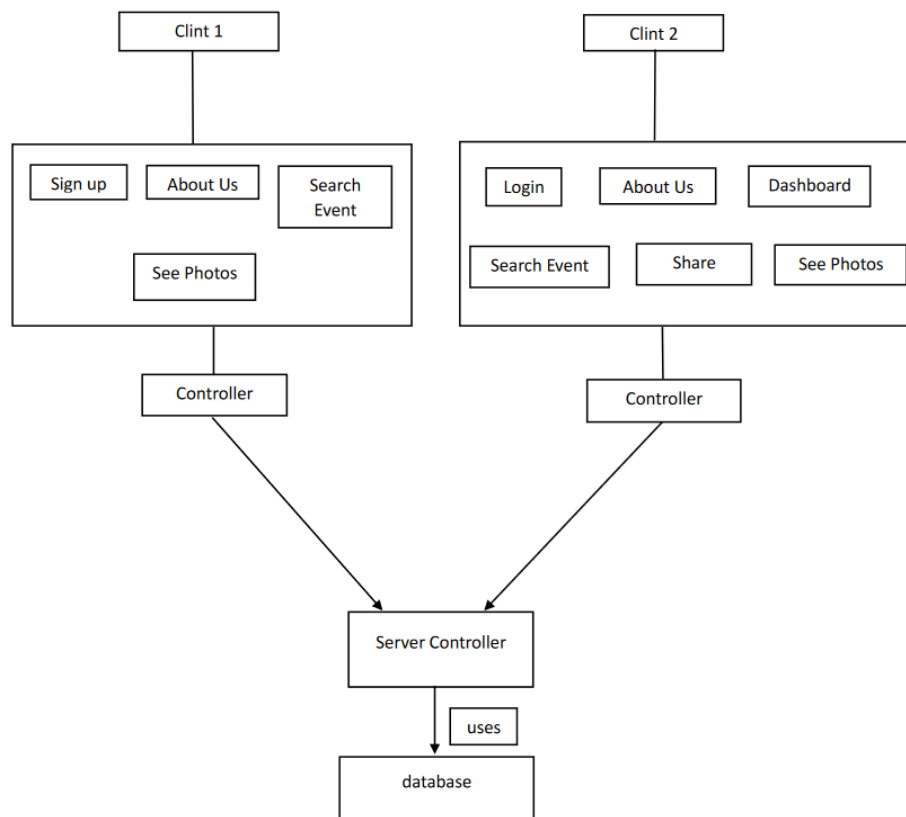 Clint 1
Clint 2
Sign up
About Us
Search
Event
See Photos
Login
About Us
Dashboard
Search Event
Share
See Photos
Controller
Controller
Server Controller
uses
database